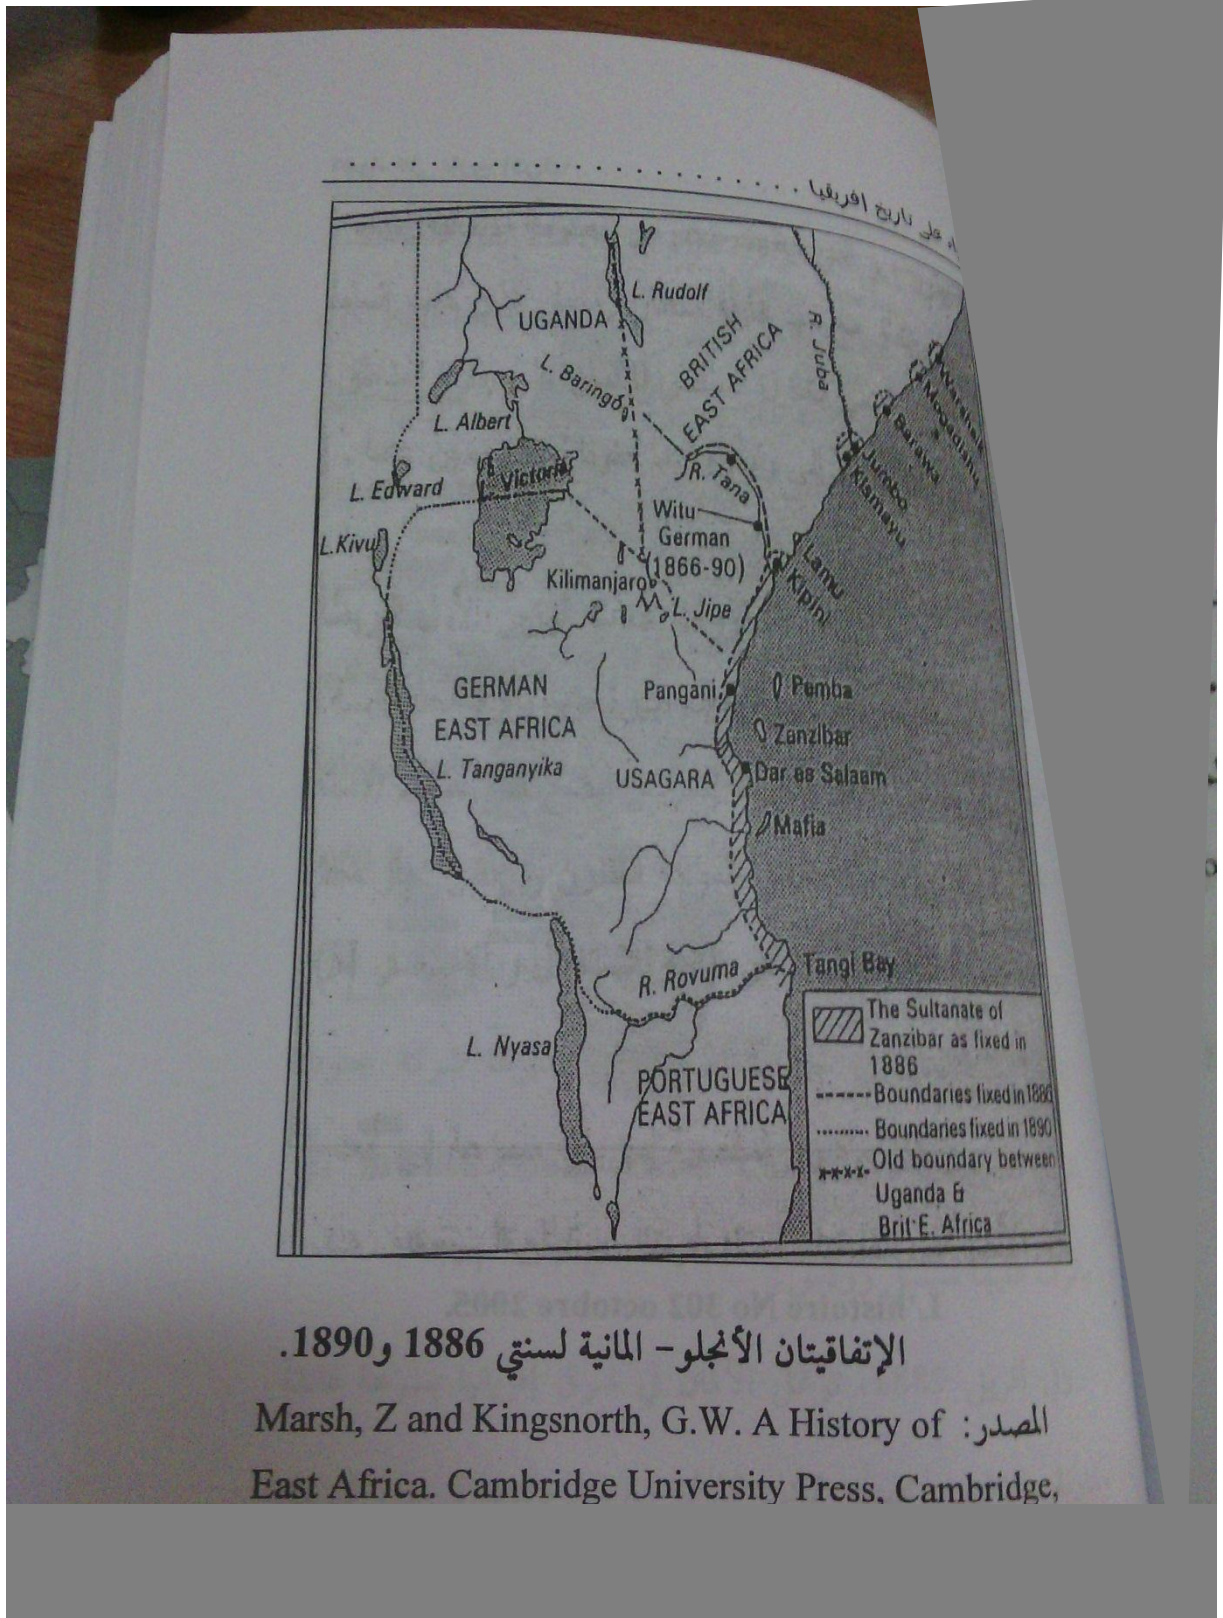 على تاريخ افريقيا
L. Rudolf
UGANDA
BRITISH
EAST AFRICA
R. Juba
L. Baringo
L. Albert
Warsheik
Mogadishu
Barawa
Jumbo
Kismayu
L. Edward
Victoria
R. Tana
Witu
German
(1866-90)
L.Kivu
Lamu
Kipini
Kilimanjaro
L. Jipe
GERMAN
EAST AFRICA
Pangani
Pemba
Zanzibar
L. Tanganyika
USAGARA
Dar es Salaam
Mafia
R. Rovuma
Tangi Bay
L. Nyasa
PORTUGUESE
EAST AFRICA
The Sultanate of
Zanzibar as fixed in
1886
Boundaries fixed in 1886
Boundaries fixed in 1890
Old boundary between
Uganda &
Brit E. Africa
الإتفاقيتان الأنجلو- المانية لسنتي 1886 و1890.
المصدر: Marsh, Z and Kingsnorth, G.W. A History of
East Africa. Cambridge University Press, Cambridge,